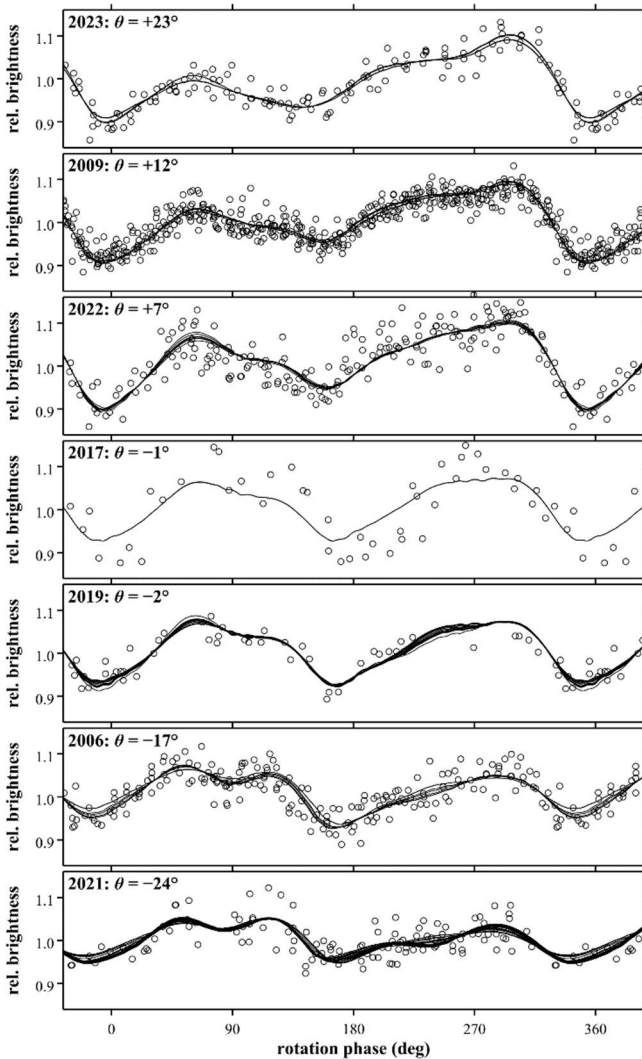 2023: θ = +23°
1.1
1.0
0.9
rel. brightness
2009: θ = +12°
1.1
1.0
0.9
rel. brightness
2022: θ = +7°
1.1
1.0
0.9
rel. brightness
2017: θ = −1°
1.1
1.0
0.9
rel. brightness
2019: θ = −2°
1.1
1.0
0.9
rel. brightness
2006: θ = −17°
1.1
1.0
0.9
rel. brightness
2021: θ = −24°
1.1
1.0
0.9
rel. brightness
0 90 180 270 360
rotation phase (deg)